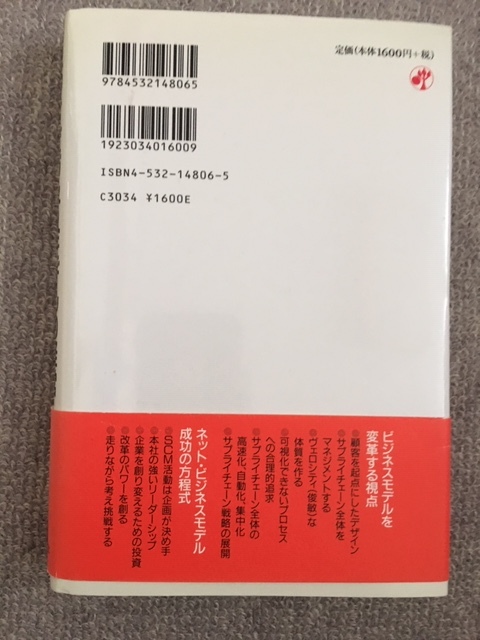 定価(本体1600円+税)
9784532148065
1923034016009
ISBN4-532-14806-5
C3034 ¥1600E
ビジネスモデルを
変革する視点
●顧客を起点にしたデザイン
●サプライチェーン全体を
マネジメントする
●ヴェロシティ(俊敏)な
体質を作る
●可視化できないプロセス
への合理的追求
●サプライチェーン全体の
高速化、自動化、集中化
●サプライチェーン戦略の展開
ネット・ビジネスモデル
成功の方程式
●SCM活動は企画が決め手
●本社の強いリーダーシップ
●企業を創り変えるための投資
●改革のパワーを創る
●走りながら考え挑戦する